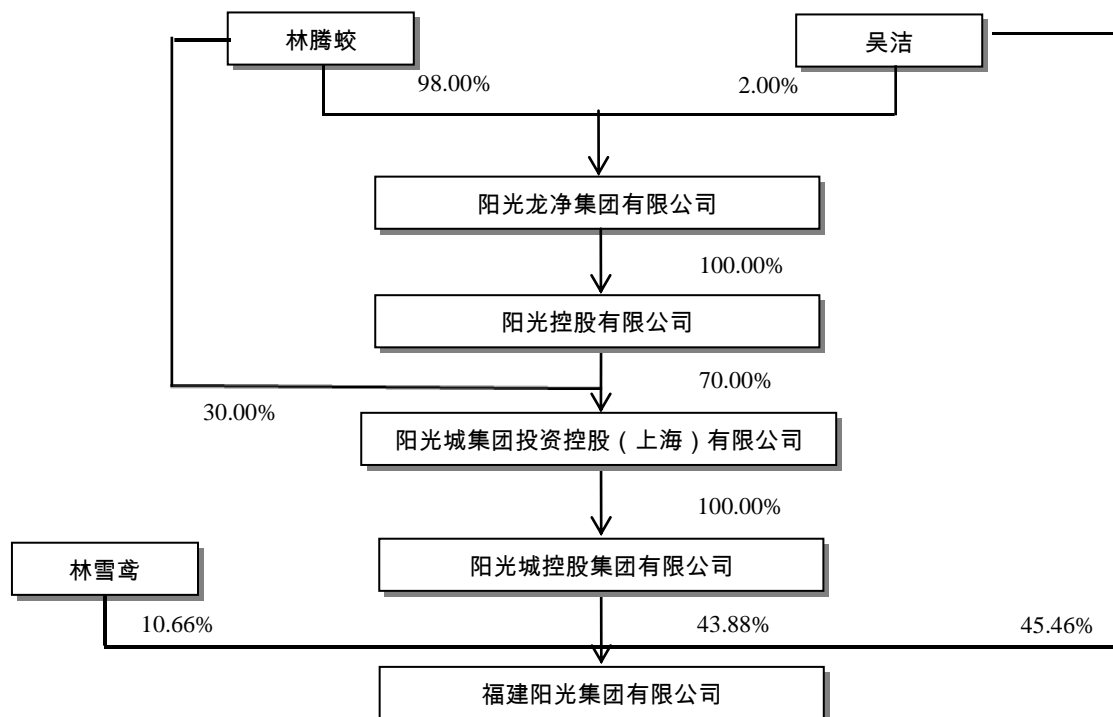 林腾蛟
吴洁
98.00%
2.00%
阳光龙净集团有限公司
100.00%
阳光控股有限公司
70.00%
30.00%
阳光城集团投资控股（上海）有限公司
100.00%
林雪鸢
阳光城控股集团有限公司
10.66%
43.88%
45.46%
福建阳光集团有限公司